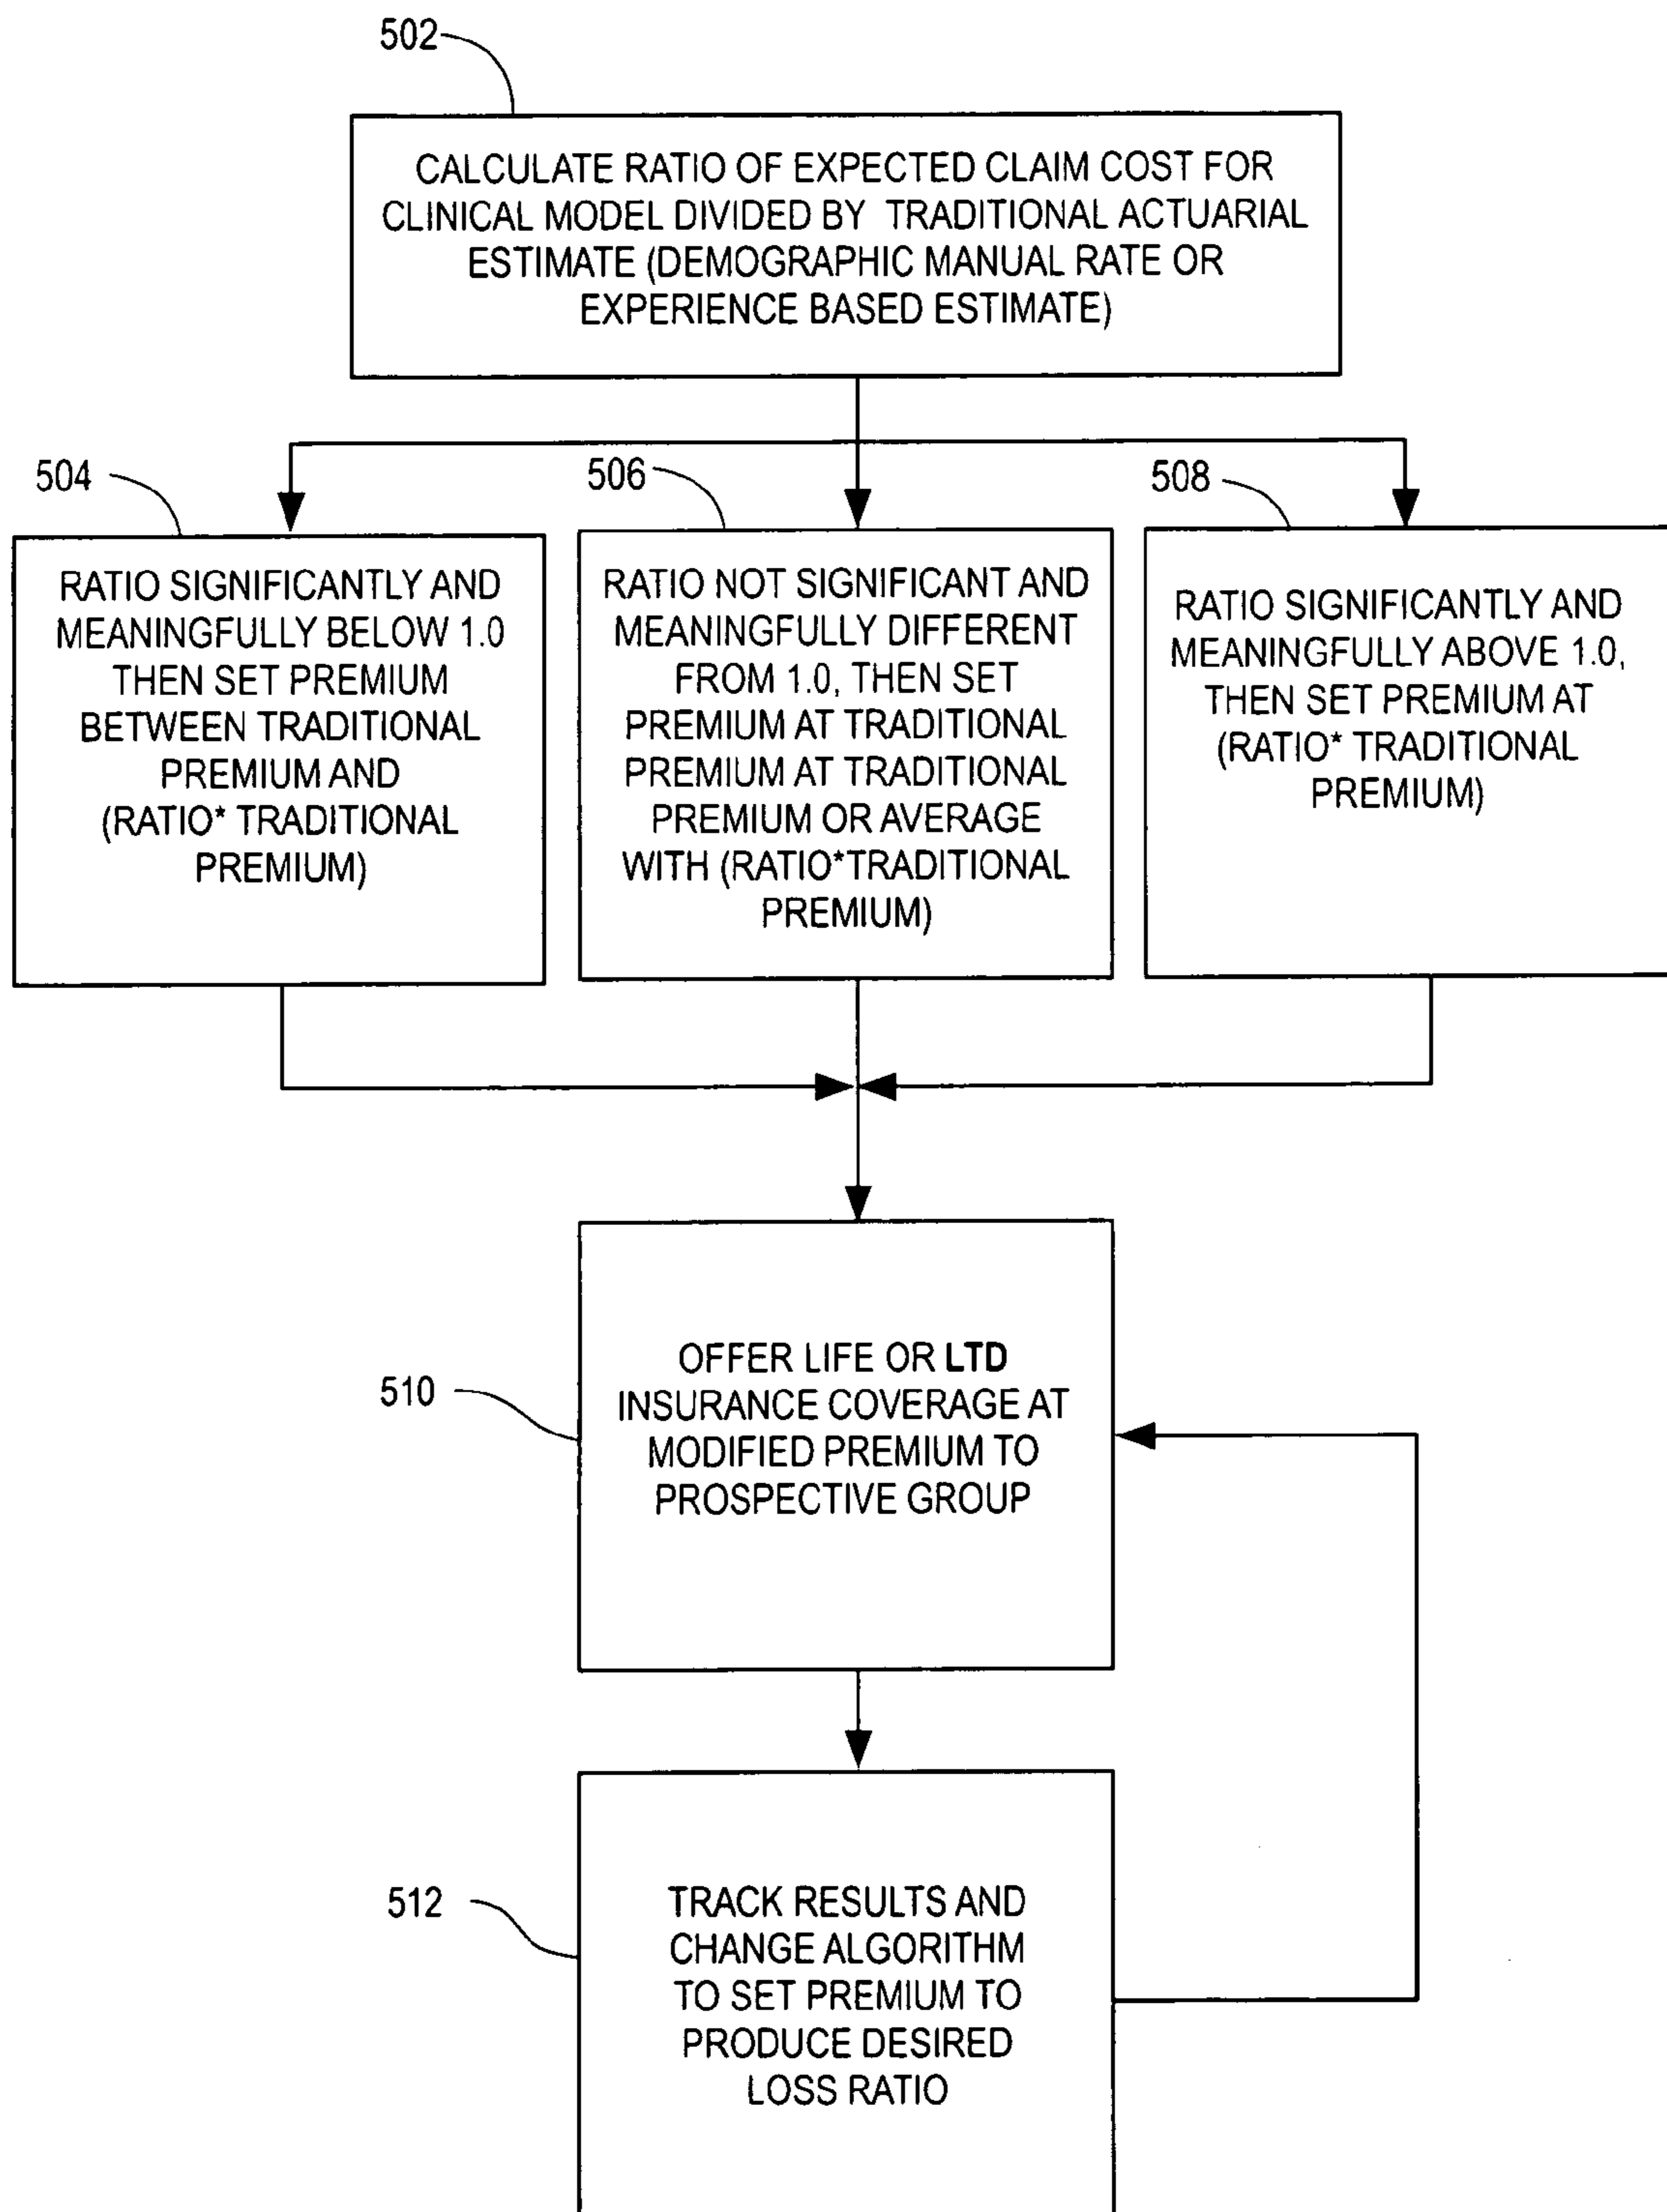 502
CALCULATE RATIO OF EXPECTED CLAIM COST FOR
CLINICAL MODEL DIVIDED BY TRADITIONAL ACTUARIAL
ESTIMATE (DEMOGRAPHIC MANUAL RATE OR
EXPERIENCE BASED ESTIMATE)
504
RATIO SIGNIFICANTLY AND
MEANINGFULLY BELOW 1.0
THEN SET PREMIUM
BETWEEN TRADITIONAL
PREMIUM AND
(RATIO* TRADITIONAL
PREMIUM)
506
RATIO NOT SIGNIFICANT AND
MEANINGFULLY DIFFERENT
FROM 1.0, THEN SET
PREMIUM AT TRADITIONAL
PREMIUM AT TRADITIONAL
PREMIUM OR AVERAGE
WITH (RATIO*TRADITIONAL
PREMIUM)
508
RATIO SIGNIFICANTLY AND
MEANINGFULLY ABOVE 1.0,
THEN SET PREMIUM AT
(RATIO* TRADITIONAL
PREMIUM)
510
OFFER LIFE OR LTD
INSURANCE COVERAGE AT
MODIFIED PREMIUM TO
PROSPECTIVE GROUP
512
TRACK RESULTS AND
CHANGE ALGORITHM
TO SET PREMIUM TO
PRODUCE DESIRED
LOSS RATIO